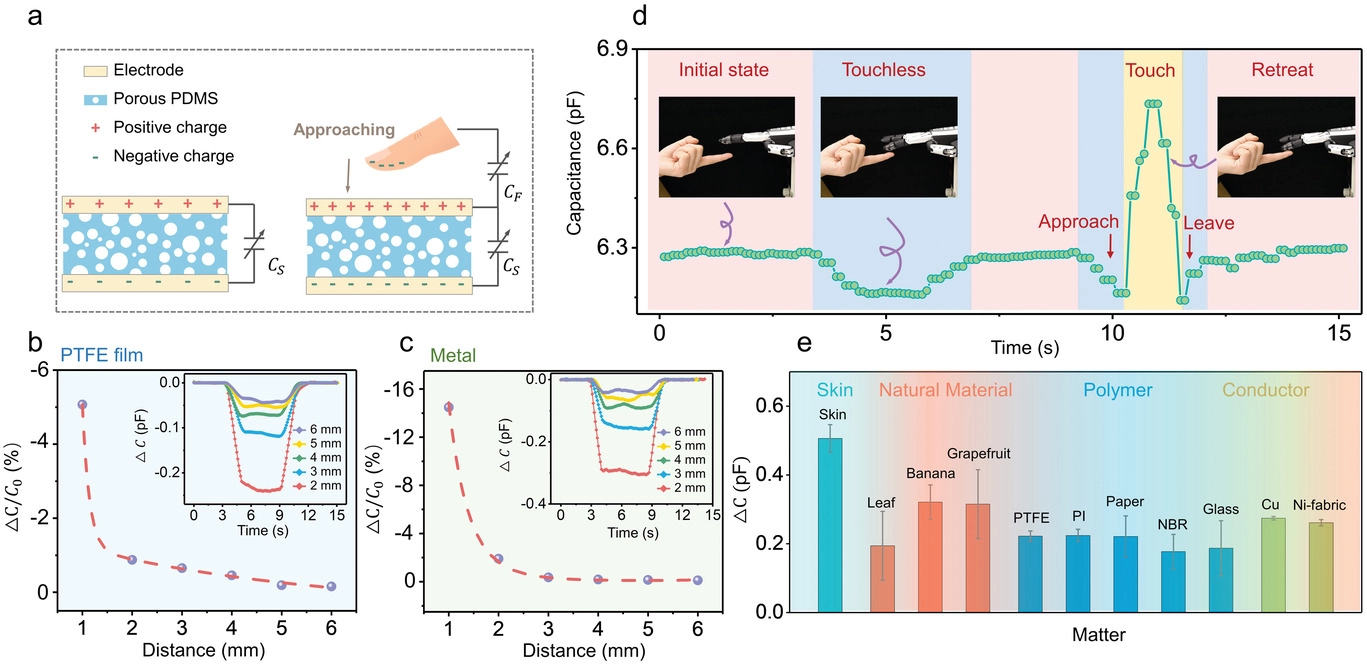 a
Electrode
Porous PDMS
+ Positive charge
- Negative charge
Approaching
C_F
C_S
C_S
+ + + + + +
- - - - - -
+ + + + + + + + + +
- - - - - - - - - -
d
Capacitance (pF)
6.9
6.6
6.3
Initial state
Touchless
Touch
Retreat
Approach
Leave
0
5
10
15
Time (s)
b
PTFE film
△C/C₀ (%)
-6
-4
-2
0
1 2 3 4 5 6
Distance (mm)
△C (pF)
0.0
-0.1
-0.2
6 mm
5 mm
4 mm
3 mm
2 mm
0 3 6 9 12 15
Time (s)
c
Metal
△C/C₀ (%)
-16
-12
-8
-4
0
1 2 3 4 5 6
Distance (mm)
△C (pF)
0.0
-0.2
-0.4
6 mm
5 mm
4 mm
3 mm
2 mm
0 3 6 9 12 15
Time (s)
e
△C (pF)
0.6
0.4
0.2
0.0
Skin
Natural Material
Polymer
Conductor
Skin
Leaf
Banana
Grapefruit
PTFE
PI
Paper
NBR
Glass
Cu
Ni-fabric
Matter